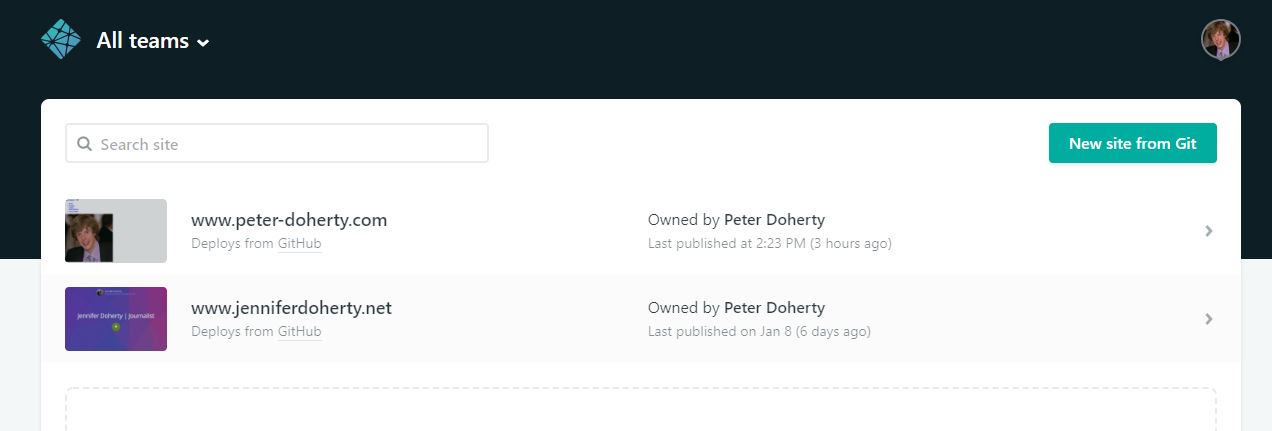 All teams
Search site
New site from Git
www.peter-doherty.com
Owned by Peter Doherty
Deploys from GitHub
Last published at 2:23 PM (3 hours ago)
www.jenniferdoherty.net
Owned by Peter Doherty
Deploys from GitHub
Last published on Jan 8 (6 days ago)
Jennifer Doherty | Journalist